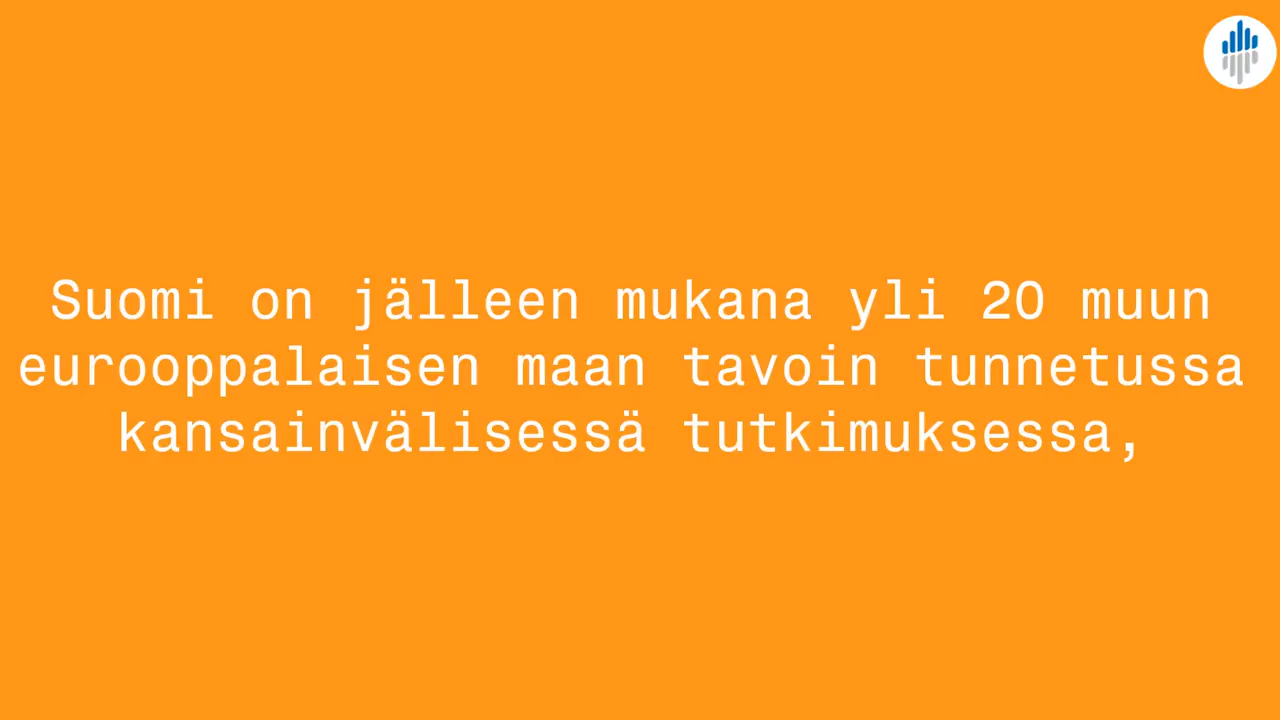 Suomi on jälleen mukana yli 20 muun
eurooppalaisen maan tavoin tunnetussa
kansainvälisessä tutkimuksessa,